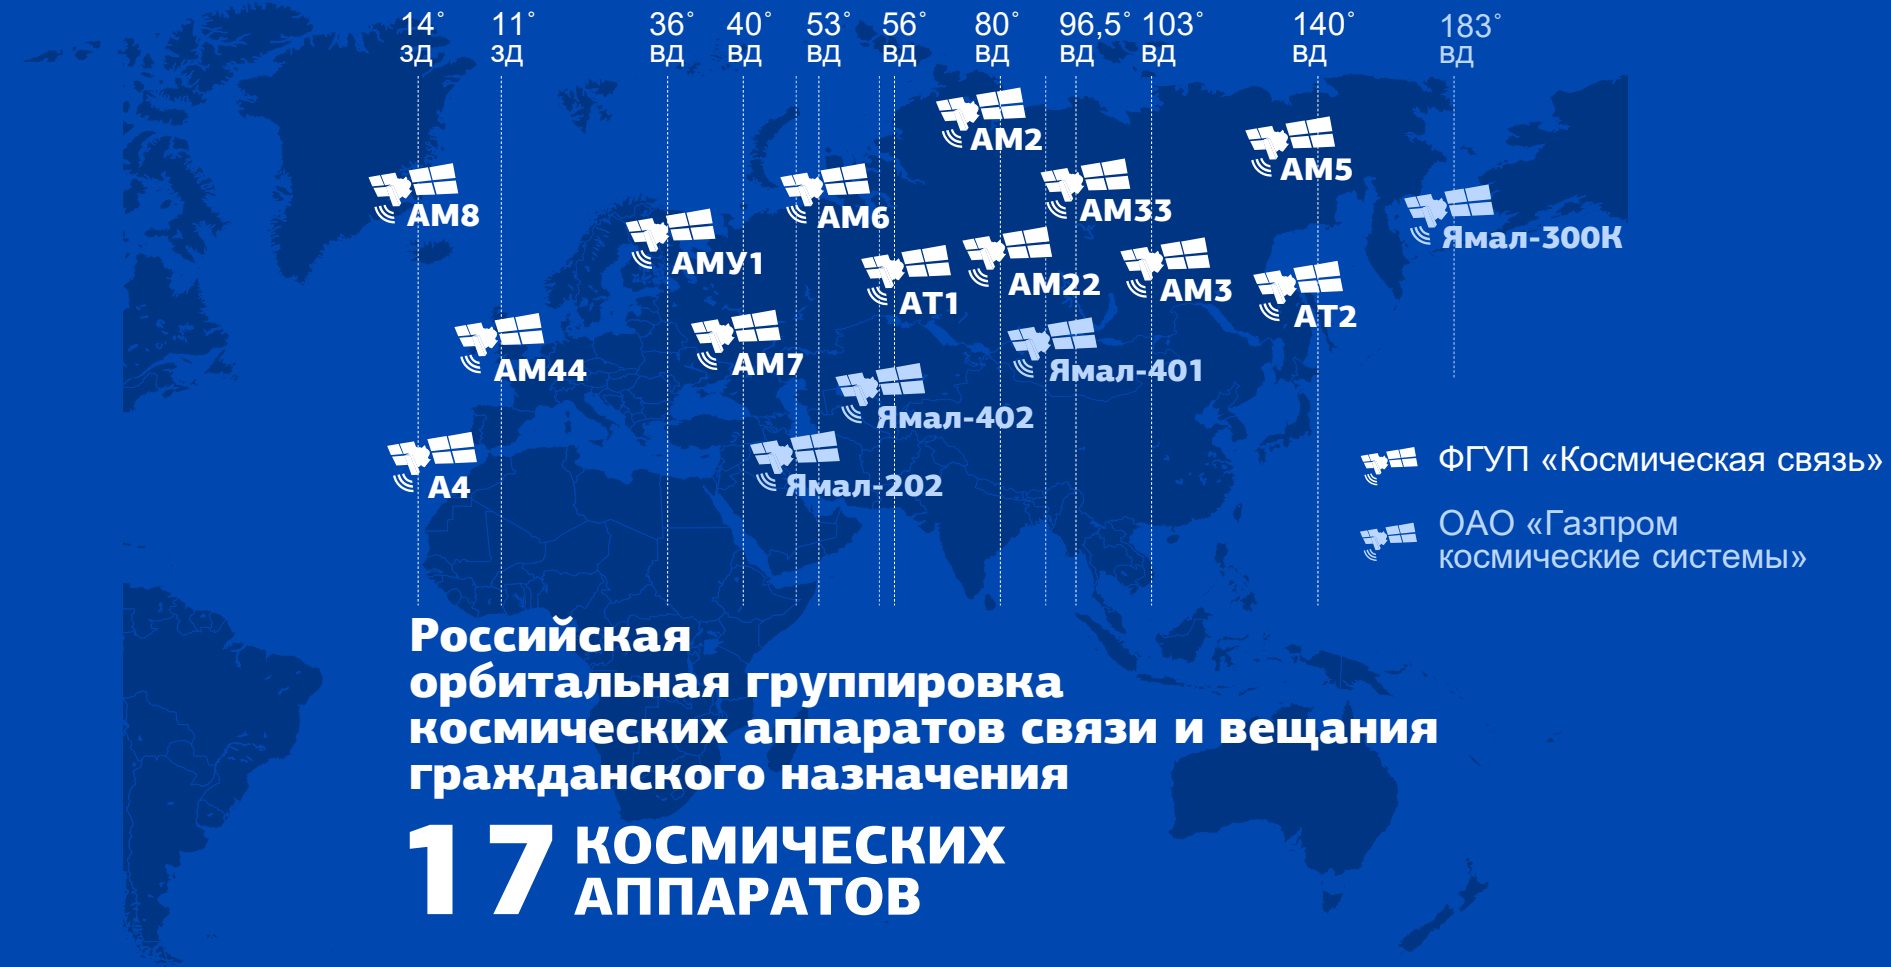 14° 11° 36° 40° 53° 56° 80° 96,5° 103° 140° 183°
ЗД ЗД ВД ВД ВД ВД ВД ВД ВД ВД ВД
АМ2
АМ5
АМ8
АМ6
АМ33
Ямал-300К
АМУ1
АТ1
АМ22
АМ3
АТ2
АМ44
АМ7
Ямал-401
Ямал-402
А4
Ямал-202
ФГУП «Космическая связь»
ОАО «Газпром
космические системы»
Российская
орбитальная группировка
космических аппаратов связи и вещания
гражданского назначения
17 КОСМИЧЕСКИХ
АППАРАТОВ